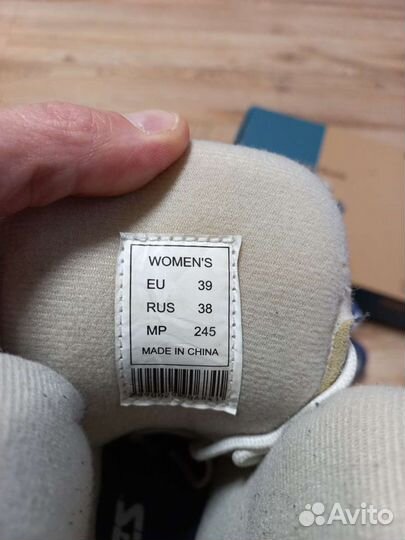 WOMEN'S
EU 39
RUS 38
MP 245
MADE IN CHINA
Avito